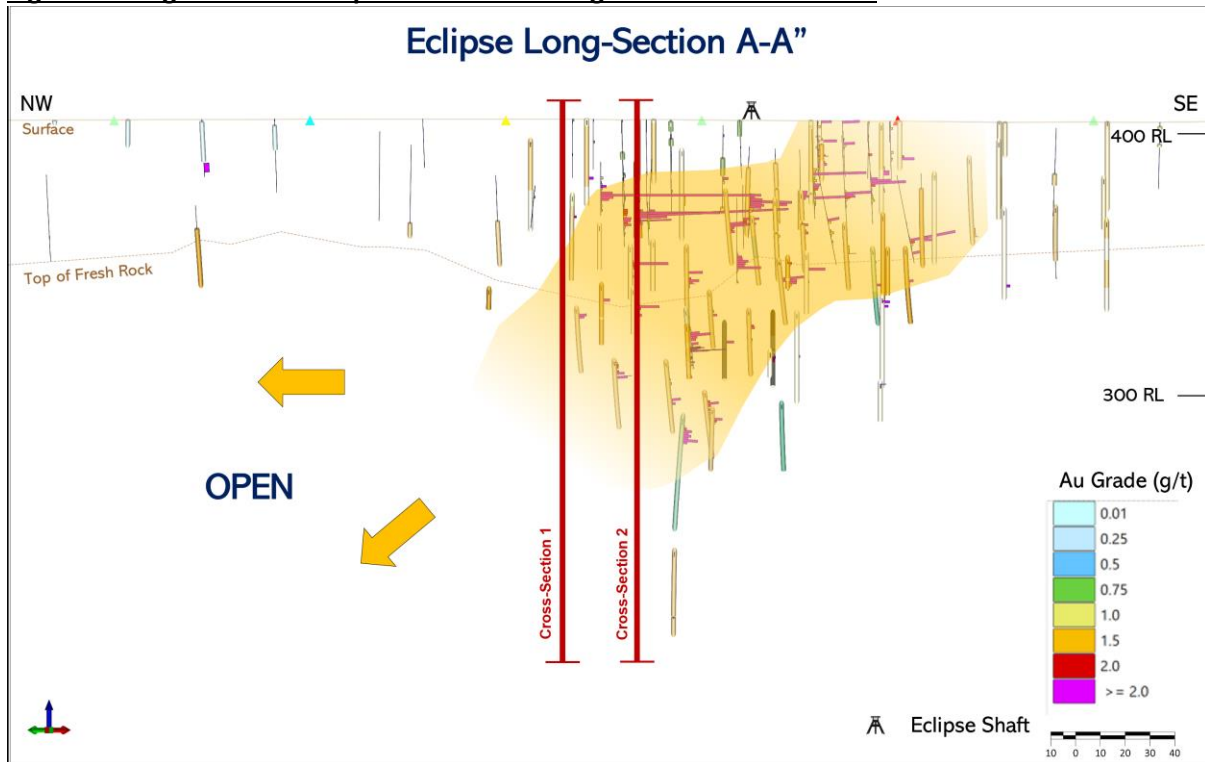 Eclipse Long-Section A-A”
NW
SE
Surface
400 RL
Top of Fresh Rock
300 RL
OPEN
Cross-Section 1
Cross-Section 2
Au Grade (g/t)
0.01
0.25
0.5
0.75
1.0
1.5
2.0
>= 2.0
Eclipse Shaft
10 0 10 20 30 40